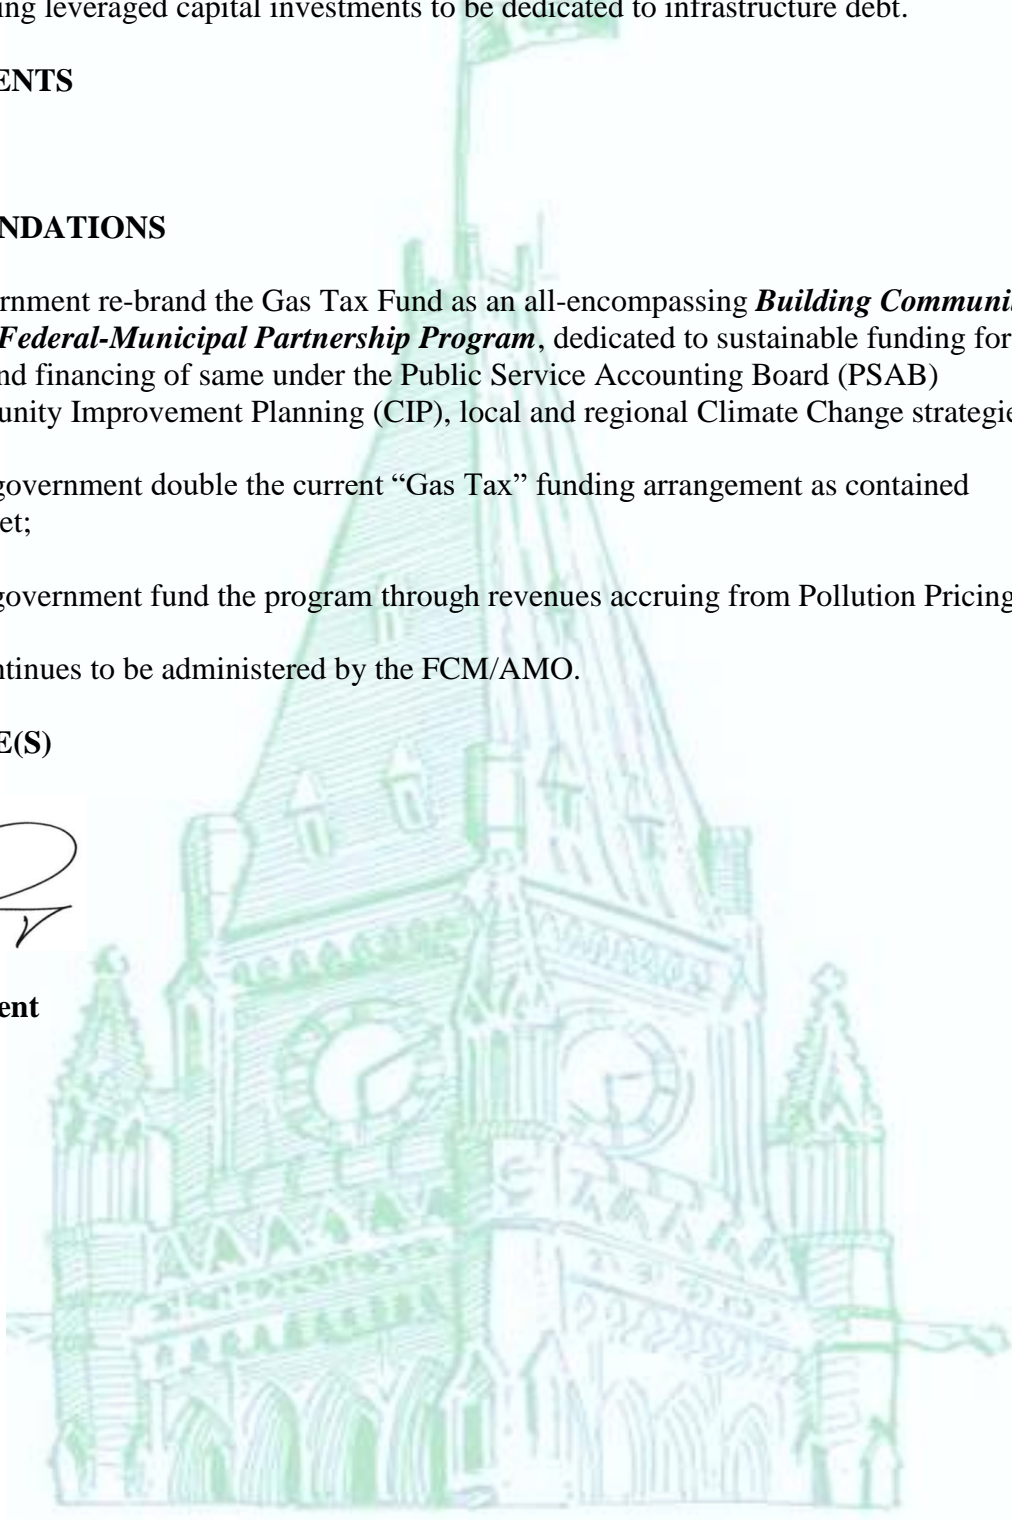 ing leveraged capital investments to be dedicated to infrastructure debt.
ENTS
NDATIONS
rnment re-brand the Gas Tax Fund as an all-encompassing Building Communi
Federal-Municipal Partnership Program, dedicated to sustainable funding for
nd financing of same under the Public Service Accounting Board (PSAB)
unity Improvement Planning (CIP), local and regional Climate Change strategie
government double the current “Gas Tax” funding arrangement as contained
et;
government fund the program through revenues accruing from Pollution Pricing
ntinues to be administered by the FCM/AMO.
E(S)
ent